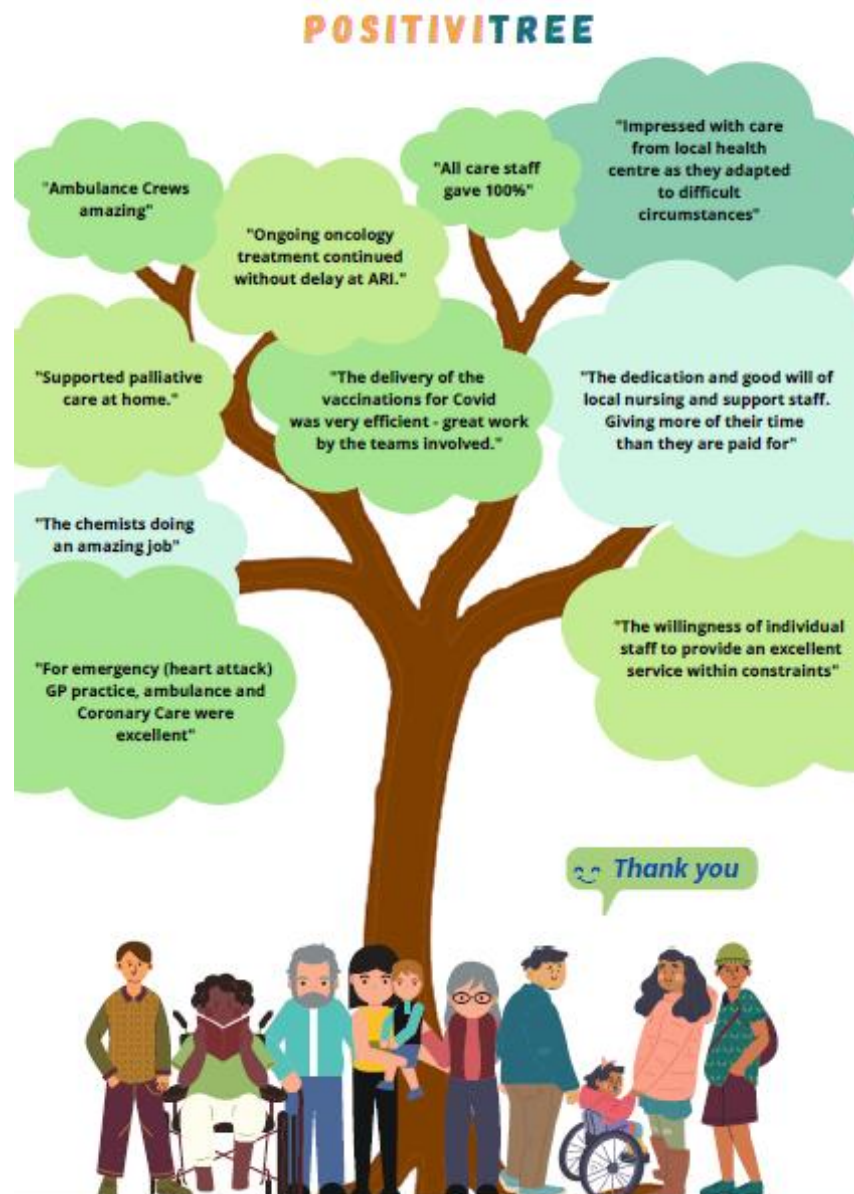 POSITIVITREE
"Ambulance Crews
amazing"
"All care staff
gave 100%"
"Impressed with care
from local health
centre as they adapted
to difficult
circumstances"
"Ongoing oncology
treatment continued
without delay at ARI."
"Supported palliative
care at home."
"The delivery of the
vaccinations for Covid
was very efficient - great work
by the teams involved."
"The dedication and good will of
local nursing and support staff.
Giving more of their time
than they are paid for"
"The chemists doing
an amazing job"
"For emergency (heart attack)
GP practice, ambulance and
Coronary Care were
excellent"
"The willingness of individual
staff to provide an excellent
service within constraints"
Thank you